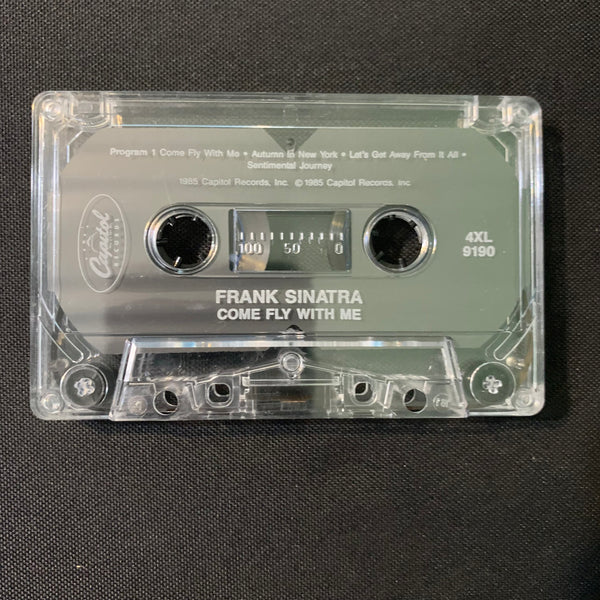 Program 1 Come Fly With Me • Autumn In New York • Let's Get Away From It All •
Sentimental Journey
1985 Capitol Records, Inc. ©1985 Capitol Records, Inc
Capitol
RECORDS
100 50 0
4XL
9190
FRANK SINATRA
COME FLY WITH ME